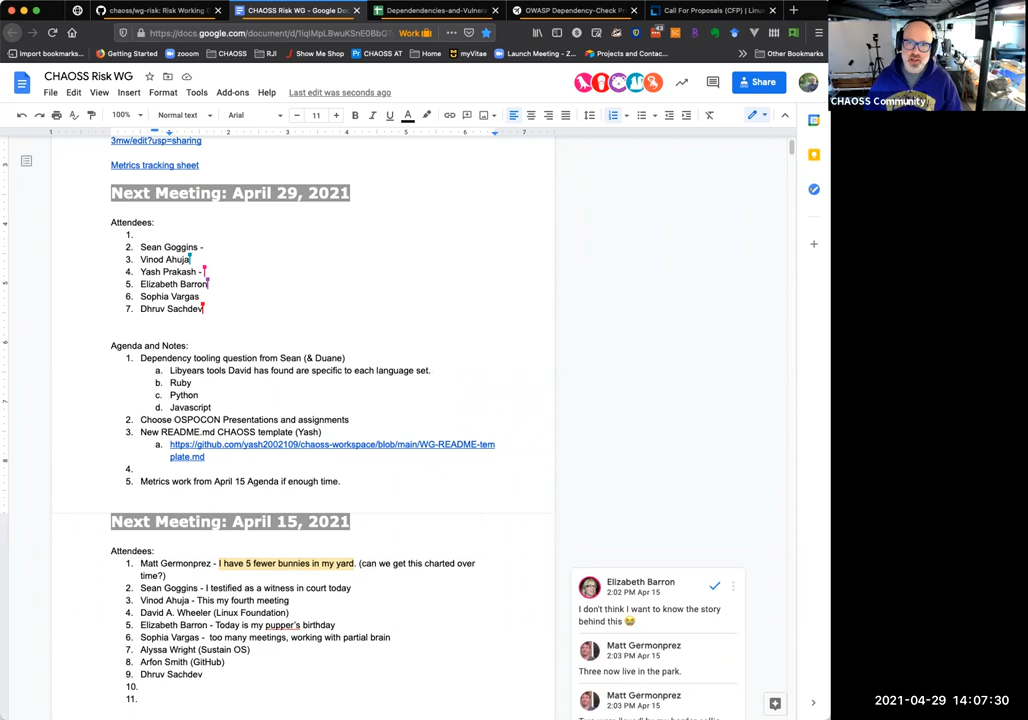 chaoss/wg-risk: Risk Working G
CHAOSS Risk WG - Google Doc
Dependendencies-and-Vulnera
OWASP Dependency-Check Pr
Call For Proposals (CFP) | Linu
https://docs.google.com/document/d/1iqlMpLBwuKSnE0BbQT
Work
Import bookmarks...
Getting Started
zooom
CHAOSS
RJI
Show Me Shop
CHAOSS AT
Home
myVitae
Launch Meeting - Z...
Projects and Contac...
Other Bookmarks
CHAOSS Risk WG
File Edit View Insert Format Tools Add-ons Help
Last edit was seconds ago
Share
100% Normal text Arial 11
3mw/edit?usp=sharing
Metrics tracking sheet
Next Meeting: April 29, 2021
Attendees:
1.
2. Sean Goggins -
3. Vinod Ahuja
4. Yash Prakash -
5. Elizabeth Barron
6. Sophia Vargas
7. Dhruv Sachdev
Agenda and Notes:
1. Dependency tooling question from Sean (& Duane)
a. Libyears tools David has found are specific to each language set.
b. Ruby
c. Python
d. Javascript
2. Choose OSPOCON Presentations and assignments
3. New README.md CHAOSS template (Yash)
a. https://github.com/yash2002109/chaoss-workspace/blob/main/WG-README-tem
plate.md
4.
5. Metrics work from April 15 Agenda if enough time.
Next Meeting: April 15, 2021
Attendees:
1. Matt Germonprez - I have 5 fewer bunnies in my yard. (can we get this charted over
time?)
2. Sean Goggins - I testified as a witness in court today
3. Vinod Ahuja - This my fourth meeting
4. David A. Wheeler (Linux Foundation)
5. Elizabeth Barron - Today is my pupper's birthday
6. Sophia Vargas - too many meetings, working with partial brain
7. Alyssa Wright (Sustain OS)
8. Arfon Smith (GitHub)
9. Dhruv Sachdev
10.
11.
Elizabeth Barron
2:02 PM Apr 15
I don't think I want to know the story
behind this
Matt Germonprez
2:03 PM Apr 15
Three now live in the park.
Matt Germonprez
2:03 PM Apr 15
CHAOSS Community
2021-04-29 14:07:30